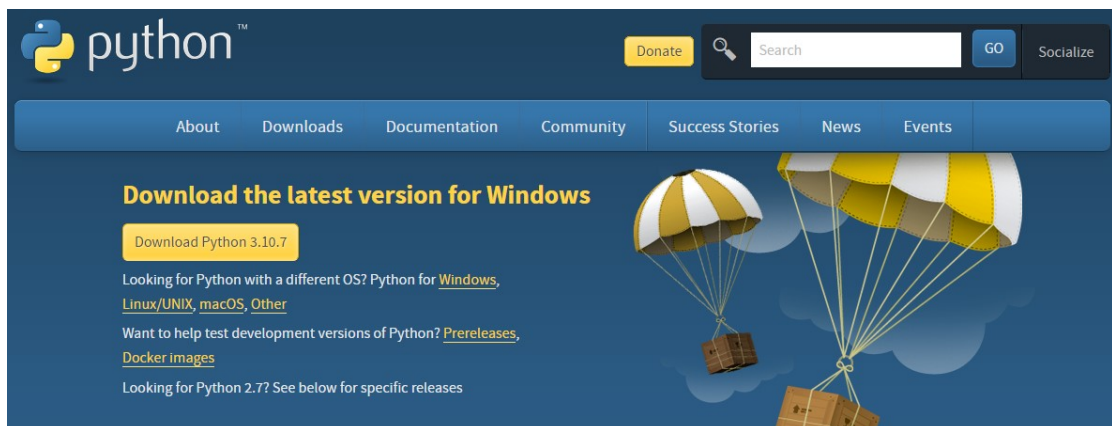 python™
Donate
Search
GO
Socialize
About
Downloads
Documentation
Community
Success Stories
News
Events
Download the latest version for Windows
Download Python 3.10.7
Looking for Python with a different OS? Python for Windows,
Linux/UNIX, macOS, Other
Want to help test development versions of Python? Prereleases,
Docker images
Looking for Python 2.7? See below for specific releases